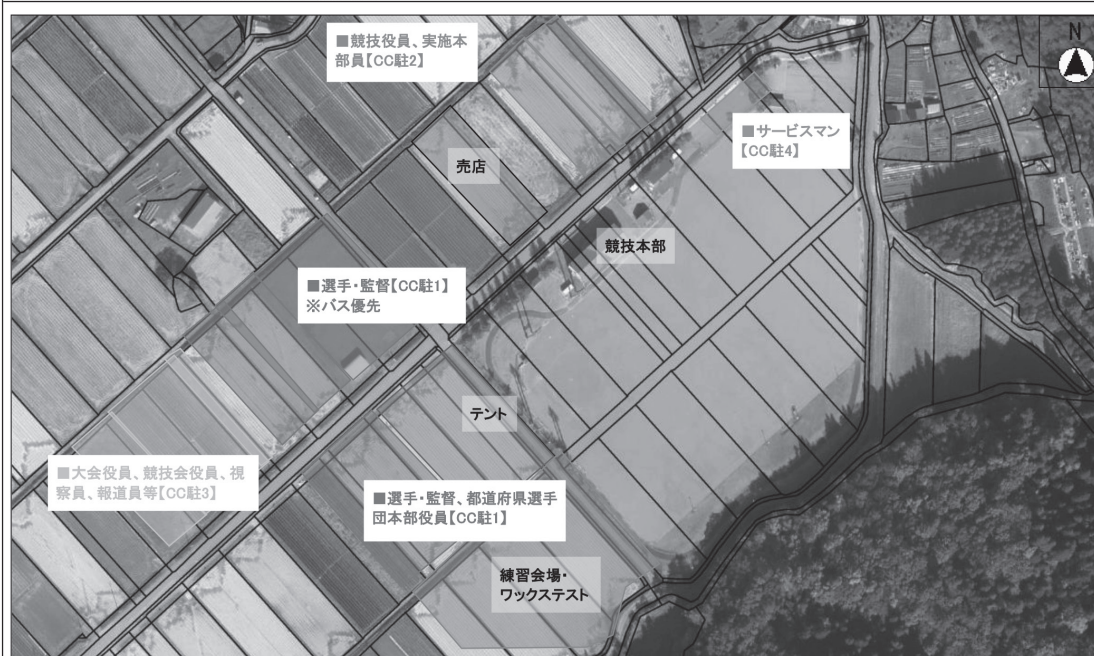 ■競技役員、実施本
部員【CC駐2】
N
■サービスマン
【CC駐4】
売店
競技本部
■選手・監督【CC駐1】
※バス優先
テント
■大会役員、競技会役員、視
察員、報道員等【CC駐3】
■選手・監督、都道府県選手
団本部役員【CC駐1】
練習会場・
ワックステスト